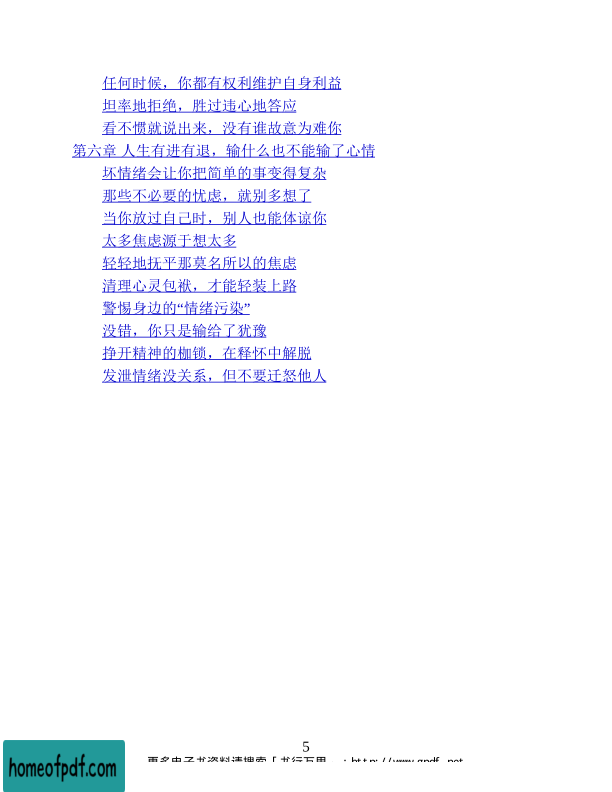 任何时候，你都有权利维护自身利益
坦率地拒绝，胜过违心地答应
看不惯就说出来，没有谁故意为难你
第六章 人生有进有退，输什么也不能输了心情
坏情绪会让你把简单的事变得复杂
那些不必要的忧虑，就别多想了
当你放过自己时，别人也能体谅你
太多焦虑源于想太多
轻轻地抚平那莫名所以的焦虑
清理心灵包袱，才能轻装上路
警惕身边的“情绪污染”
没错，你只是输给了犹豫
挣开精神的枷锁，在释怀中解脱
发泄情绪没关系，但不要迁怒他人
5
更多电子书资料请搜索「书行万里
homeofpdf.com